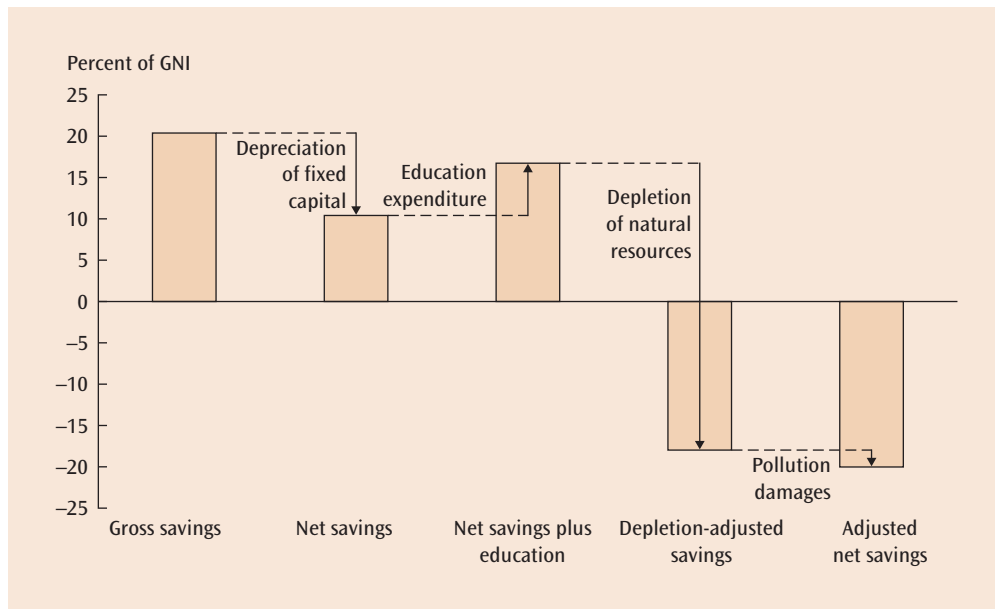 Percent of GNI
25
20
15
10
5
0
–5
–10
–15
–20
–25
Depreciation
of fixed
capital
Education
expenditure
Depletion
of natural
resources
Pollution
damages
Gross savings
Net savings
Net savings plus
education
Depletion-adjusted
savings
Adjusted
net savings